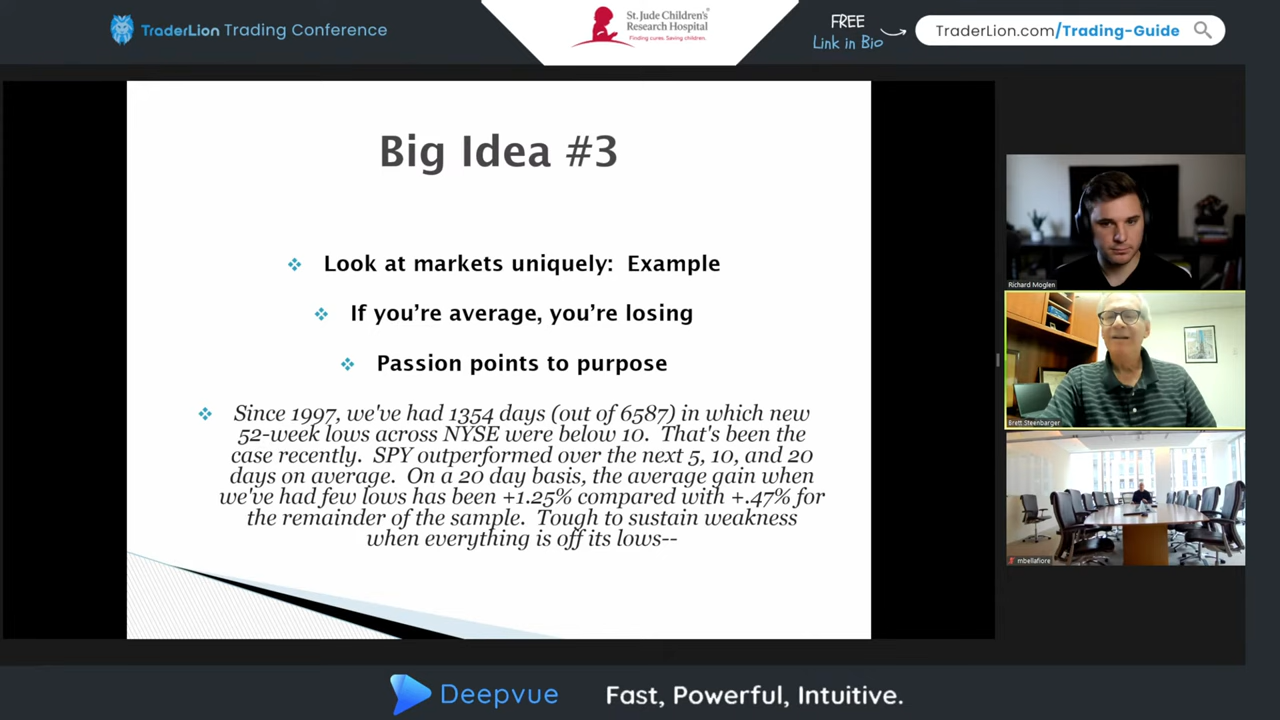 TraderLion Trading Conference
St. Jude Children's
Research Hospital
Finding cures. Saving children.
FREE
Link in Bio
TraderLion.com/Trading-Guide
Big Idea #3
❖ Look at markets uniquely: Example
❖ If you're average, you're losing
❖ Passion points to purpose
❖ Since 1997, we've had 1354 days (out of 6587) in which new
52-week lows across NYSE were below 10. That's been the
case recently. SPY outperformed over the next 5, 10, and 20
days on average. On a 20 day basis, the average gain when
we've had few lows has been +1.25% compared with +.47% for
the remainder of the sample. Tough to sustain weakness
when everything is off its lows--
Richard Moglen
Brett Steenbarger
mbellafiore
Deepvue
Fast, Powerful, Intuitive.